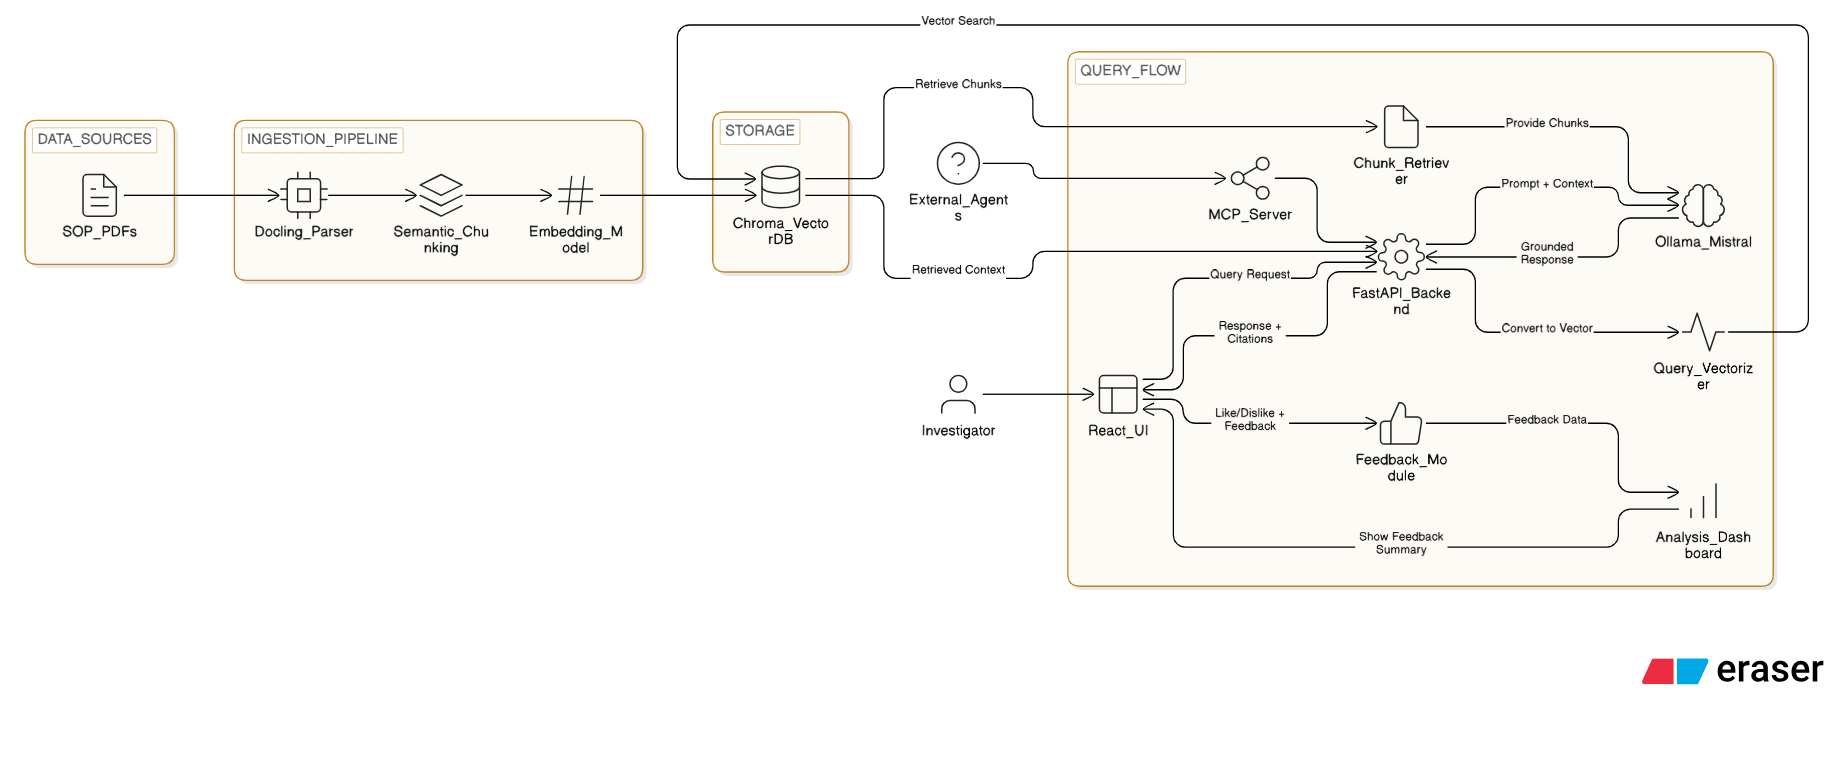 Vector Search
QUERY_FLOW
Retrieve Chunks
DATA_SOURCES
INGESTION_PIPELINE
STORAGE
Provide Chunks
Chunk_Retriev
er
External_Agent
s
MCP_Server
Prompt + Context
SOP_PDFs
Docling_Parser
Semantic_Chu
nking
Embedding_M
odel
Chroma_Vecto
rDB
Ollama_Mistral
Grounded
Response
Retrieved Context
Query Request
FastAPI_Backe
nd
Response +
Citations
Convert to Vector
Query_Vectoriz
er
Investigator
React_UI
Like/Dislike +
Feedback
Feedback_Mo
dule
Feedback Data
Show Feedback
Summary
Analysis_Dash
board
eraser